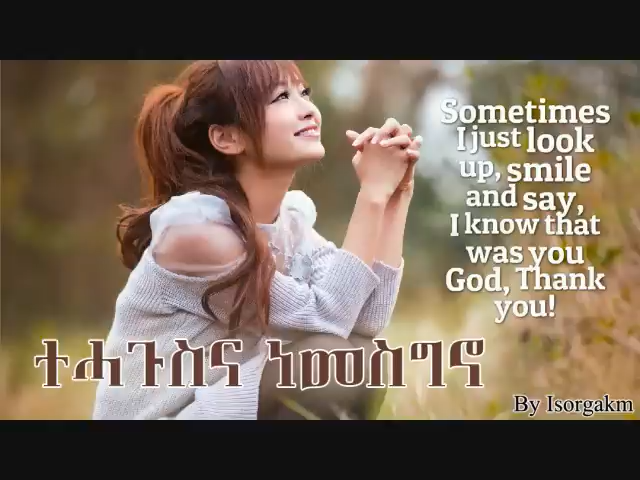 Sometimes
I just look
up, smile
and say,
I know that
was you
God, Thank
you!
ተሓጉስና ነመስግኖ
By Isorgakm